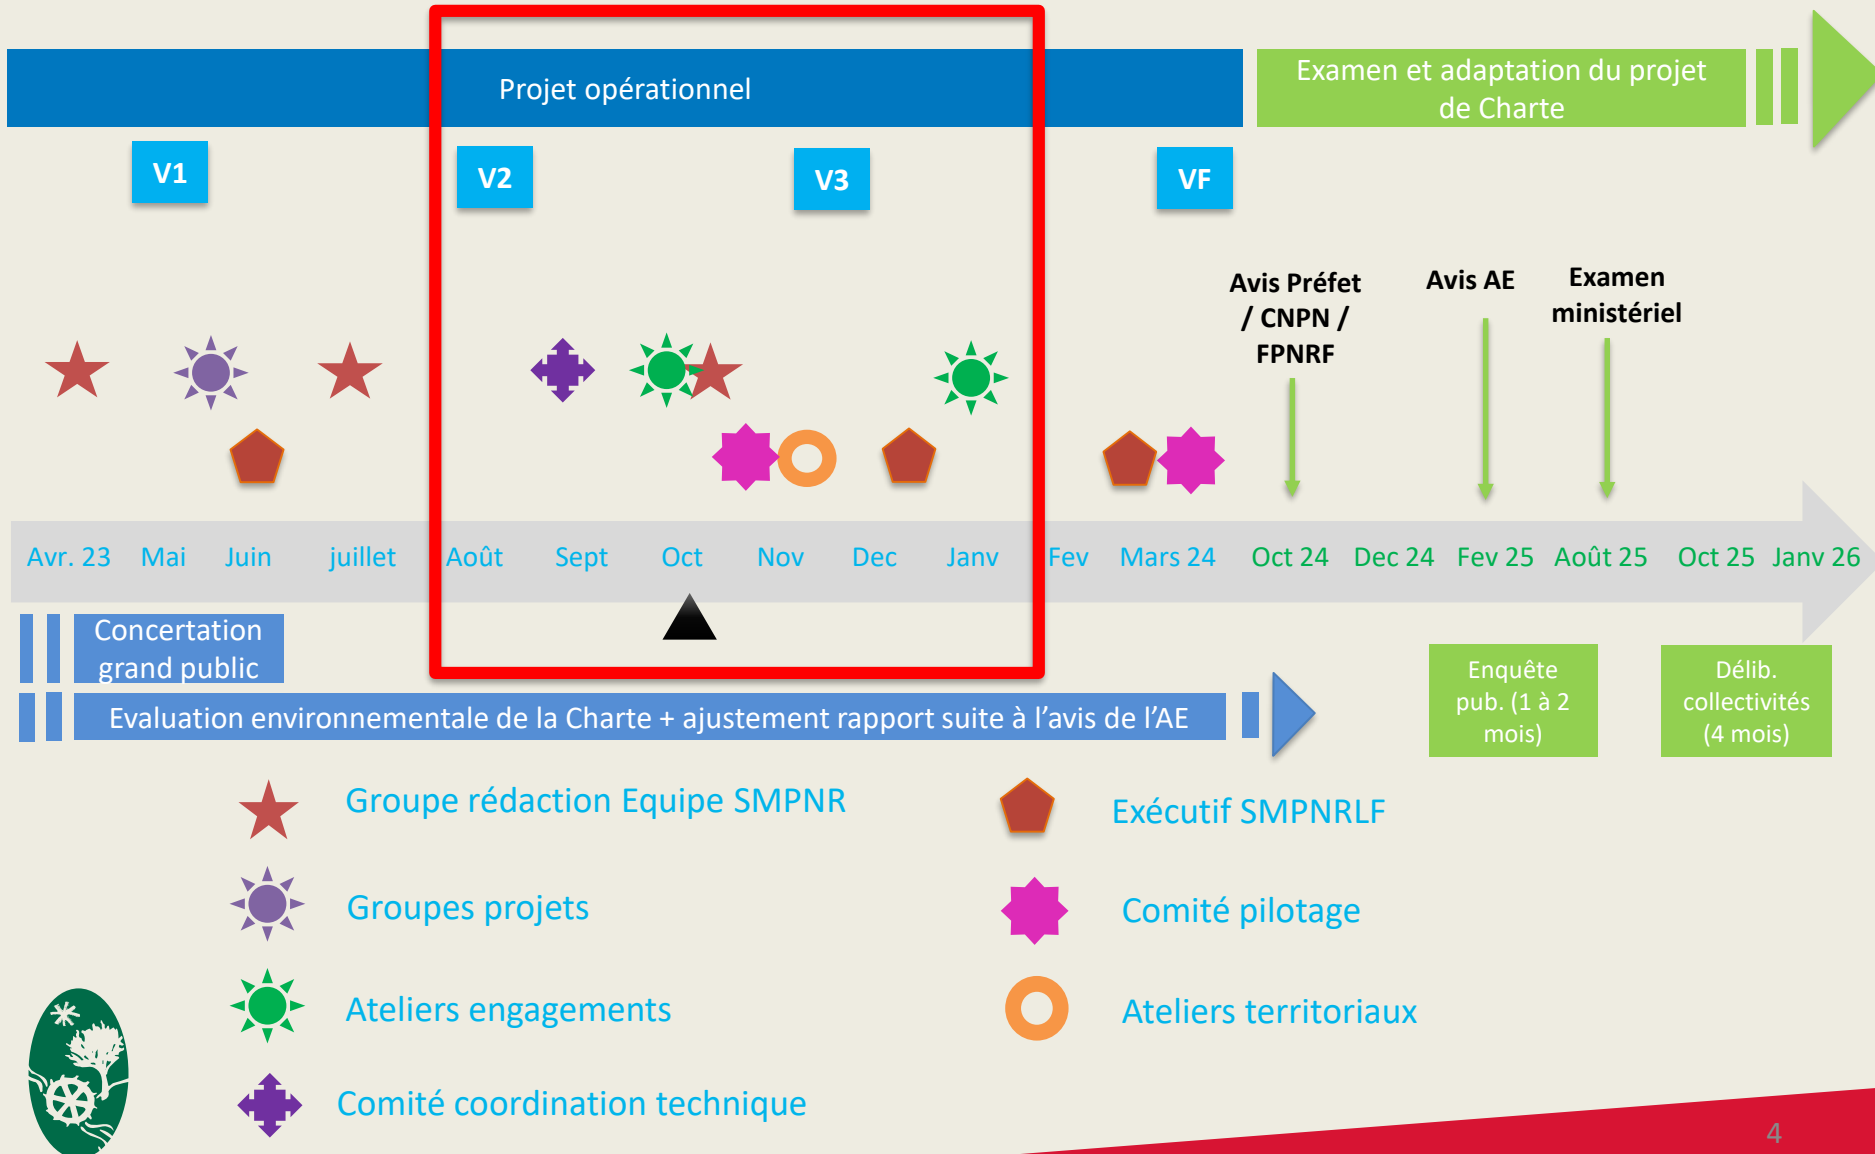 Projet opérationnel
Examen et adaptation du projet
de Charte
V1
V2
V3
VF
Avis Préfet
/ CNPN /
FPNRF
Avis AE
Examen
ministériel
Avr. 23 Mai Juin juillet Août Sept Oct Nov Dec Janv Fev Mars 24 Oct 24 Dec 24 Fev 25 Août 25 Oct 25 Janv 26
Concertation
grand public
Evaluation environnementale de la Charte + ajustement rapport suite à l'avis de l'AE
Enquête
pub. (1 à 2
mois)
Délib.
collectivités
(4 mois)
Groupe rédaction Equipe SMPNR
Exécutif SMPNRLF
Groupes projets
Comité pilotage
Ateliers engagements
Ateliers territoriaux
Comité coordination technique
4